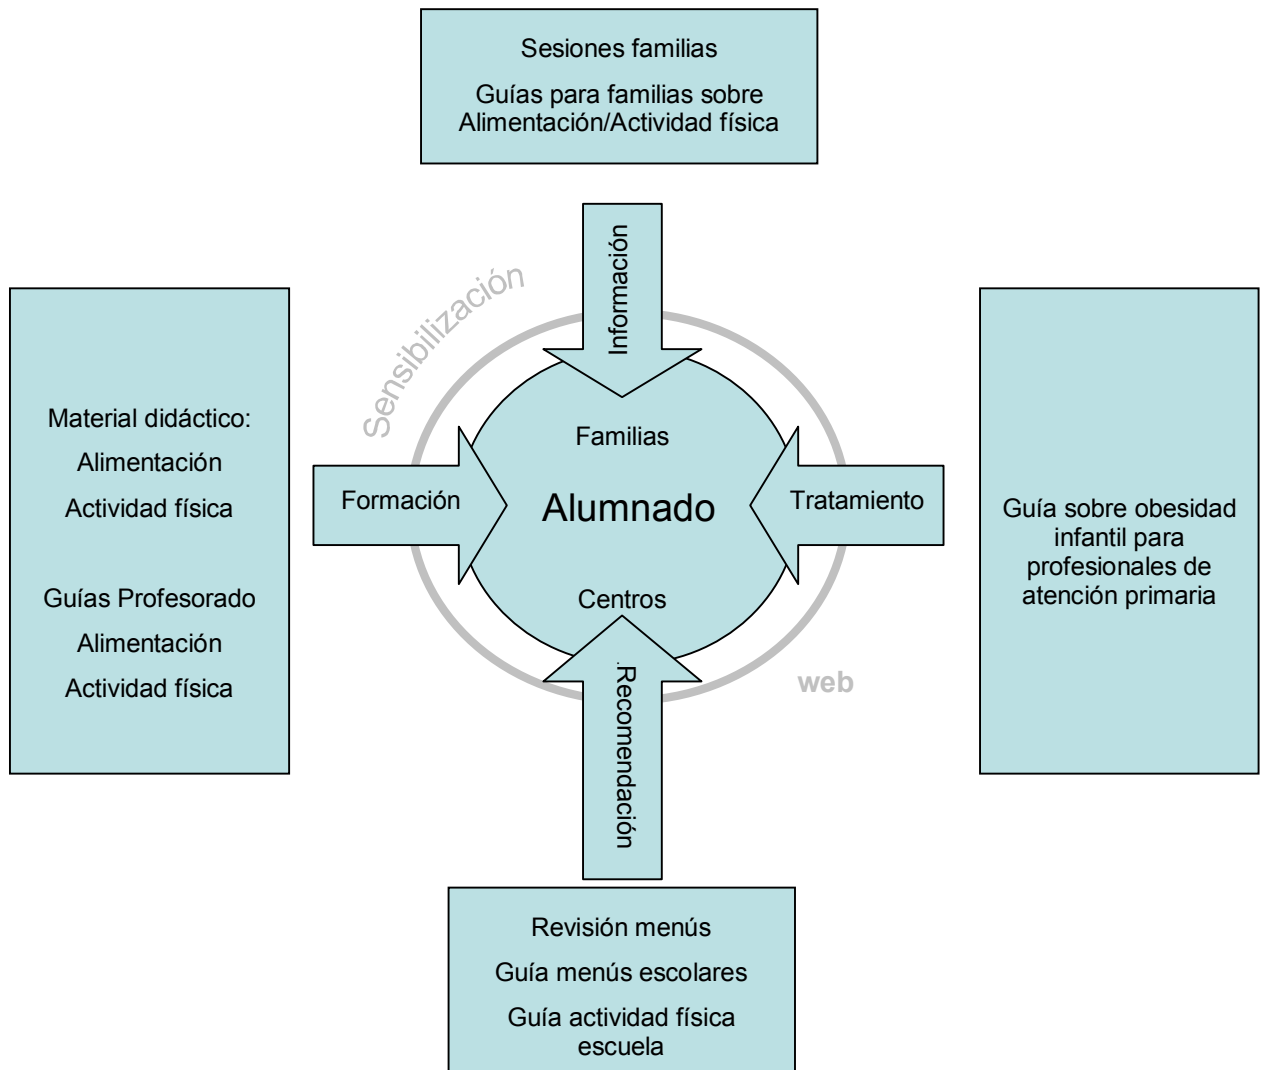 Sesiones familias
Guías para familias sobre
Alimentación/Actividad física
Información
Sensibilización
Material didáctico:
Alimentación
Actividad física
Guías Profesorado
Alimentación
Actividad física
Formación
Familias
Alumnado
Centros
Tratamiento
Guía sobre obesidad
infantil para
profesionales de
atención primaria
web
.Recomendación
Revisión menús
Guía menús escolares
Guía actividad física
escuela